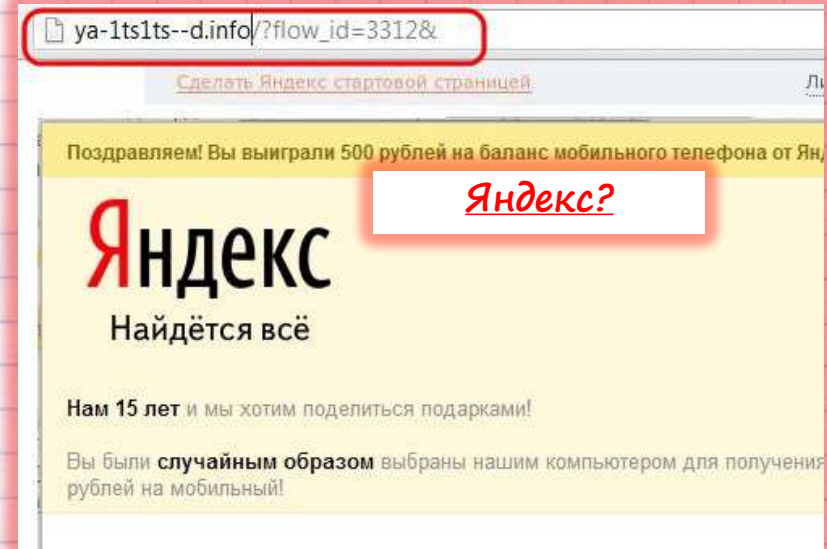 ya-1ts1ts--d.info/?flow_id=3312&
Сделать Яндекс стартовой страницей
Поздравляем! Вы выиграли 500 рублей на баланс мобильного телефона от
Яндекс?
Яндекс
Найдётся всё
Нам 15 лет и мы хотим поделиться подарками!
Вы были случайным образом выбраны нашим компьютером для получения
рублей на мобильный!